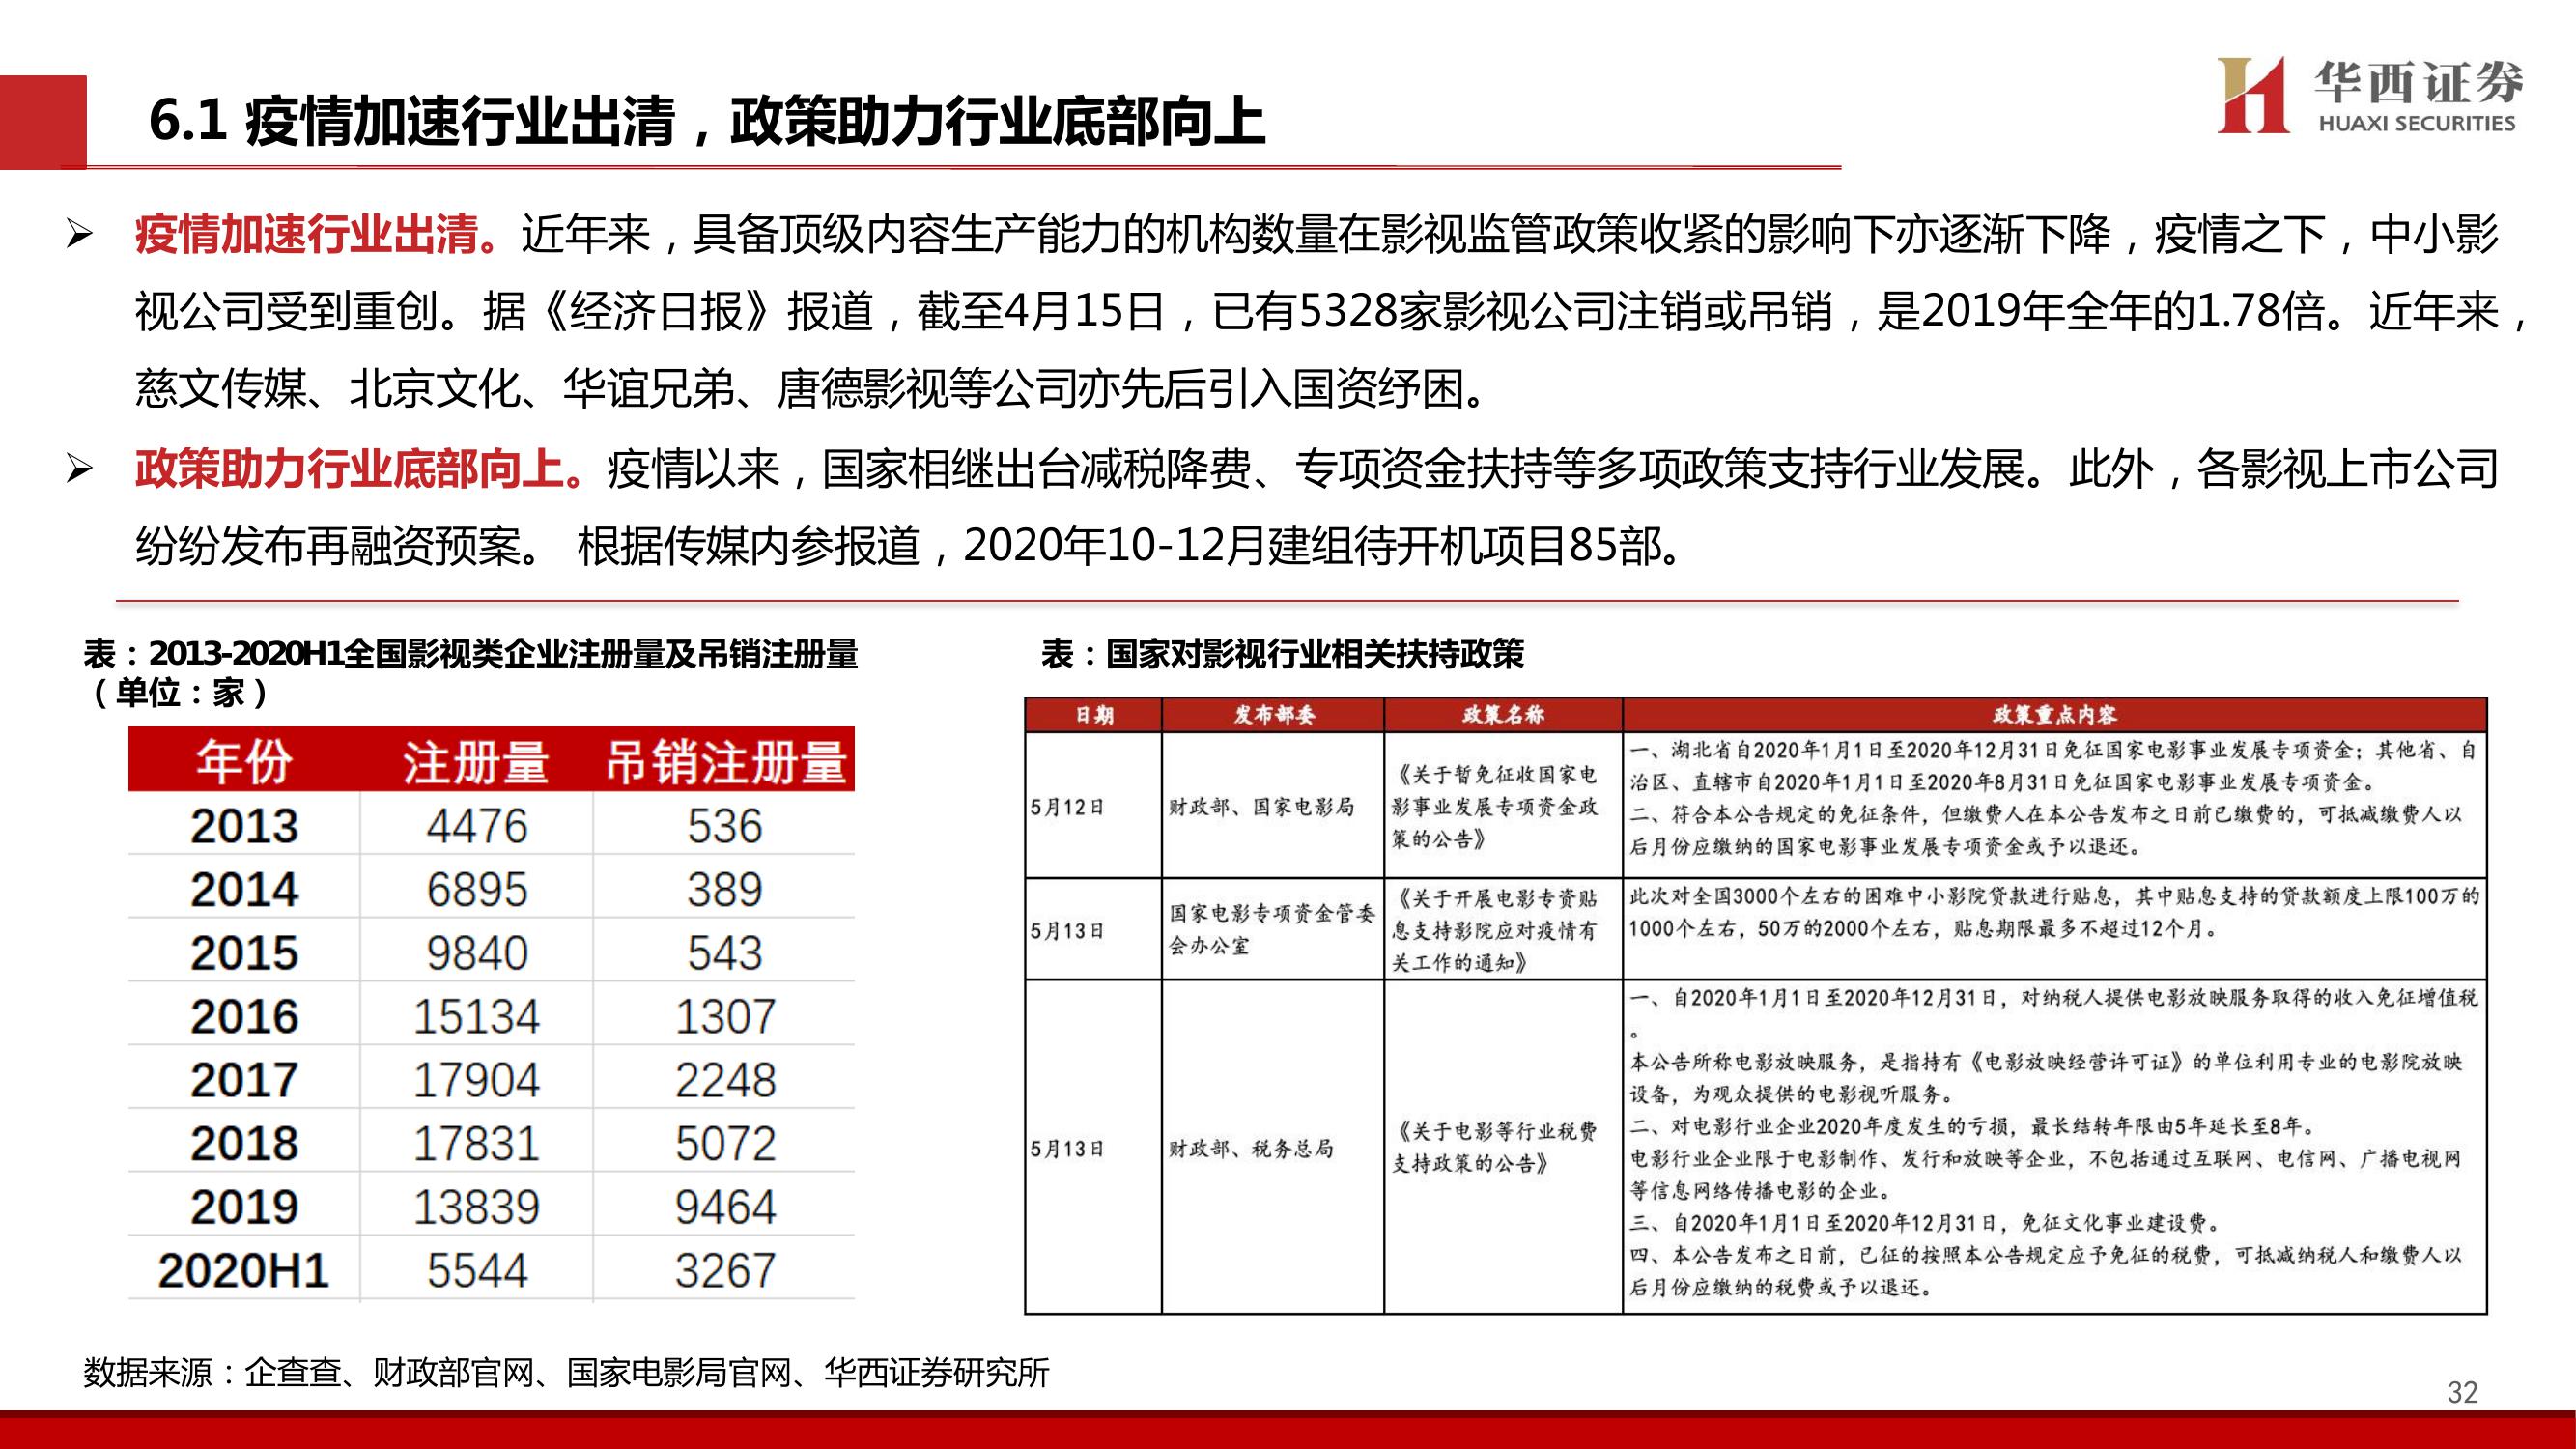 6.1 疫情加速行业出清，政策助力行业底部向上
华西证券
HUAXI SECURITIES
疫情加速行业出清。近年来，具备顶级内容生产能力的机构数量在影视监管政策收紧的影响下亦逐渐下降，疫情之下，中小影
视公司受到重创。据《经济日报》报道，截至4月15日，已有5328家影视公司注销或吊销，是2019年全年的1.78倍。近年来，
慈文传媒、北京文化、华谊兄弟、唐德影视等公司亦先后引入国资纾困。
政策助力行业底部向上。疫情以来，国家相继出台减税降费、专项资金扶持等多项政策支持行业发展。此外，各影视上市公司
纷纷发布再融资预案。 根据传媒内参报道，2020年10-12月建组待开机项目85部。
表：2013-2020H1全国影视类企业注册量及吊销注册量
（单位：家）
年份 注册量 吊销注册量
2013 4476 536
2014 6895 389
2015 9840 543
2016 15134 1307
2017 17904 2248
2018 17831 5072
2019 13839 9464
2020H1 5544 3267
表：国家对影视行业相关扶持政策
日期 发布部委 政策名称 政策重点内容
5月12日
财政部、国家电影局
《关于暂免征收国家电
影事业发展专项资金政
策的公告》
一、湖北省自2020年1月1日至2020年12月31日免征国家电影事业发展专项资金；其他省、自
治区、直辖市自2020年1月1日至2020年8月31日免征国家电影事业发展专项资金。
二、符合本公告规定的免征条件，但缴费人在本公告发布之日前已缴费的，可抵减缴费人以
后月份应缴纳的国家电影事业发展专项资金或予以退还。
5月13日
国家电影专项资金管委
会办公室
《关于开展电影专资贴
息支持影院应对疫情有
关工作的通知》
此次对全国3000个左右的困难中小影院贷款进行贴息，其中贴息支持的贷款额度上限100万的
1000个左右，50万的2000个左右，贴息期限最多不超过12个月。
5月13日
财政部、税务总局
《关于电影等行业税费
支持政策的公告》
一、自2020年1月1日至2020年12月31日，对纳税人提供电影放映服务取得的收入免征增值税
。
本公告所称电影放映服务，是指持有《电影放映经营许可证》的单位利用专业的电影院放映
设备，为观众提供的电影视听服务。
二、对电影行业企业2020年度发生的亏损，最长结转年限由5年延长至8年。
电影行业企业限于电影制作、发行和放映等企业，不包括通过互联网、电信网、广播电视网
等信息网络传播电影的企业。
三、自2020年1月1日至2020年12月31日，免征文化事业建设费。
四、本公告发布之日前，已征的按照本公告规定应予免征的税费，可抵减纳税人和缴费人以
后月份应缴纳的税费或予以退还。
数据来源：企查查、财政部官网、国家电影局官网、华西证券研究所
32